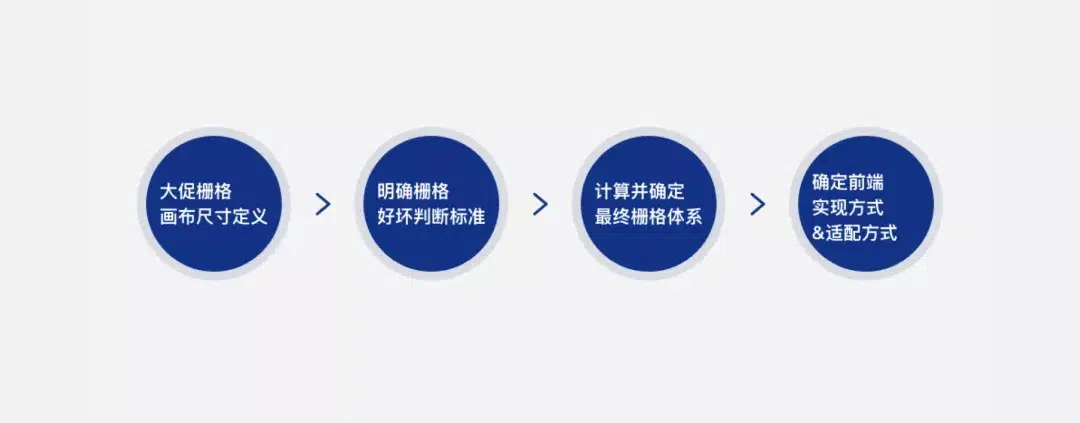 大促栅格
画布尺寸定义
明确栅格
好坏判断标准
计算并确定
最终栅格体系
确定前端
实现方式
&适配方式